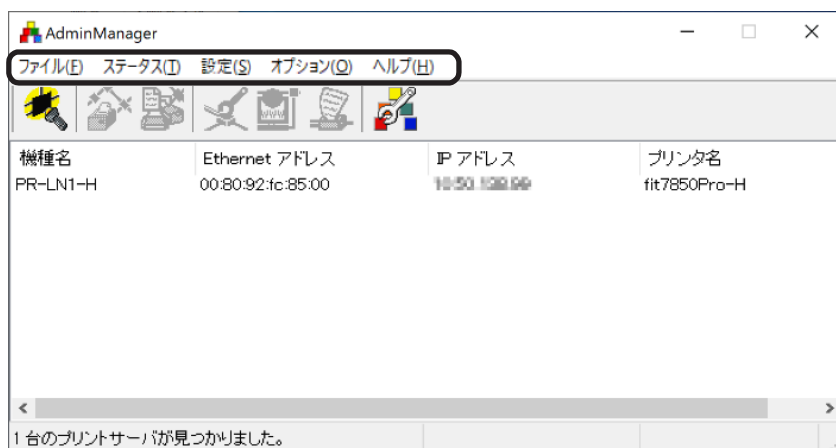 AdminManager
ファイル(F) ステータス(T) 設定(S) オプション(O) ヘルプ(H)
機種名 Ethernet アドレス IP アドレス プリンタ名
PR-LN1-H 00:80:92:fc:85:00 fit7850Pro-H
1 台のプリントサーバが見つかりました。